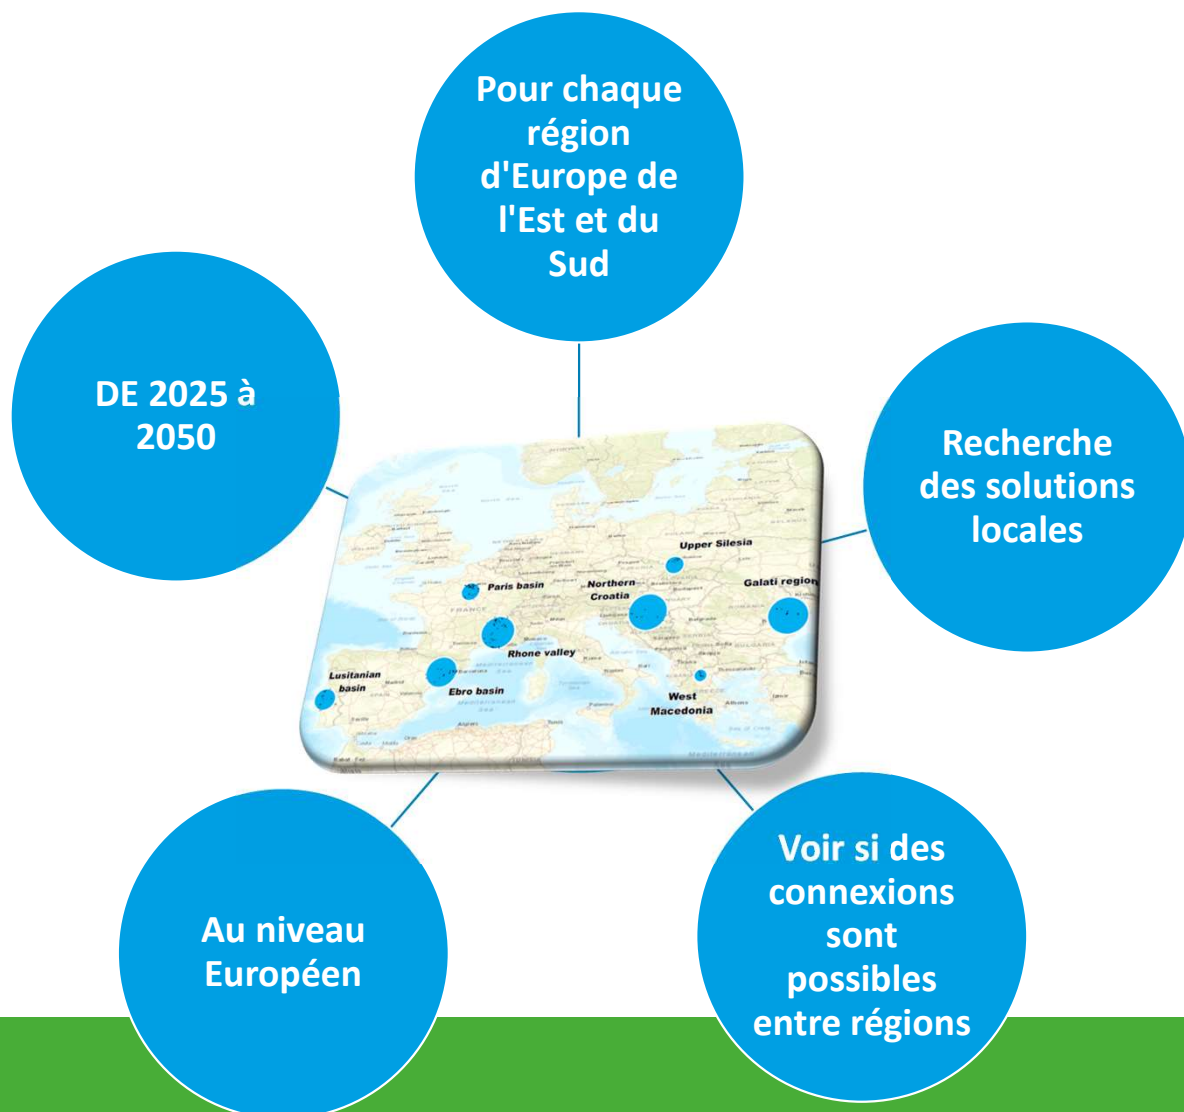 Pour chaque
région
d'Europe de
l'Est et du
Sud
DE 2025 à
2050
Recherche
des solutions
locales
Upper Silesia
Paris basin
Northern
Croatia
Galati region
Rhone valley
Lusitanian
basin
Ebro basin
West
Macedonia
Au niveau
Européen
Voir si des
connexions
sont
possibles
entre régions